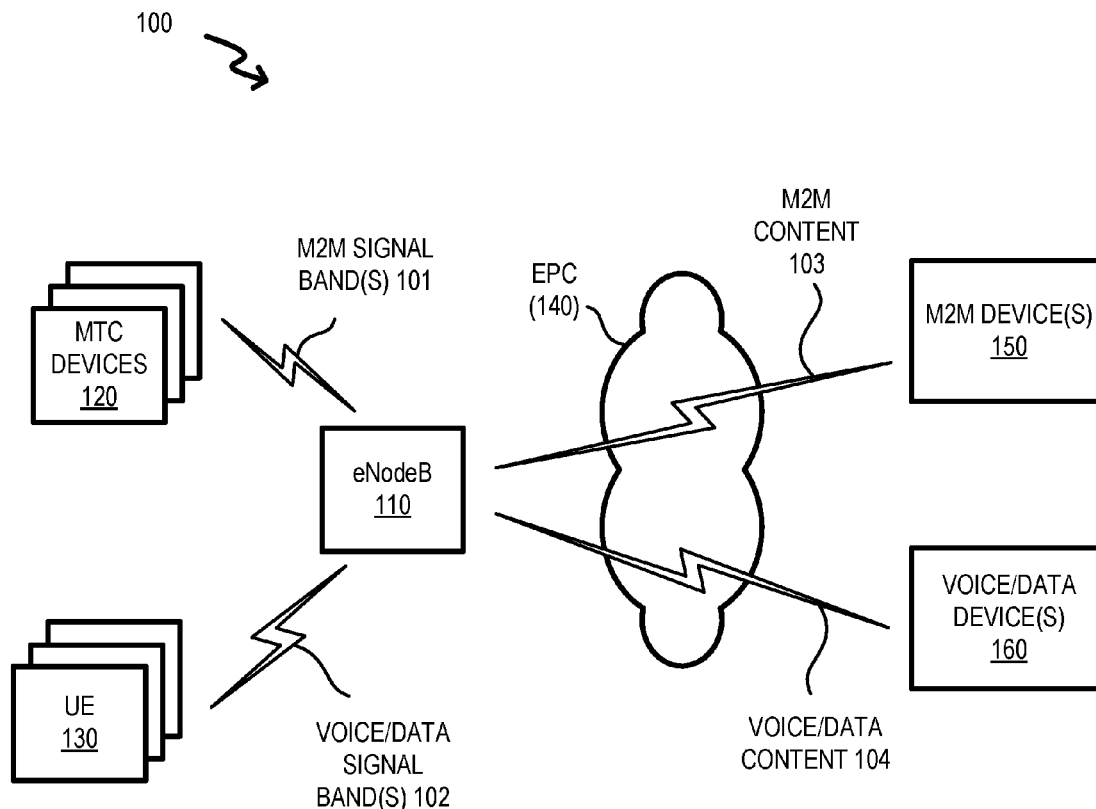 100
M2M SIGNAL
BAND(S) 101
MTC
DEVICES
120
eNodeB
110
UE
130
VOICE/DATA
SIGNAL
BAND(S) 102
EPC
(140)
M2M
CONTENT
103
M2M DEVICE(S)
150
VOICE/DATA
DEVICE(S)
160
VOICE/DATA
CONTENT 104